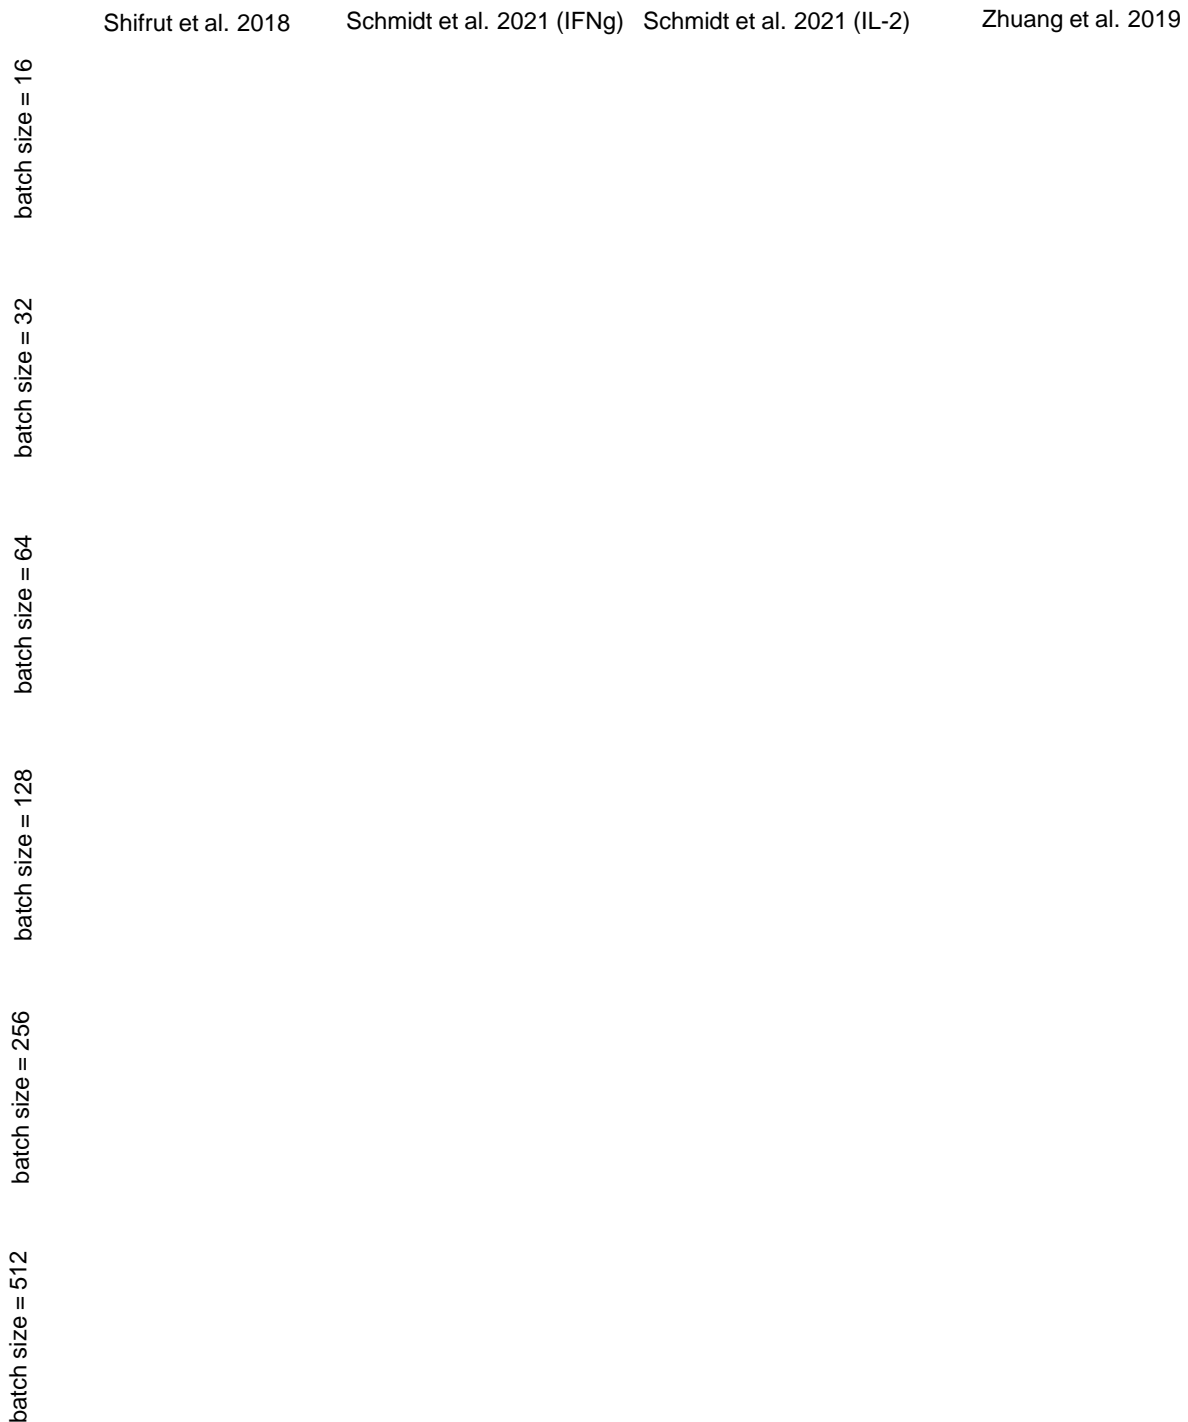 Shifrut et al. 2018
Schmidt et al. 2021 (IFNg)
Schmidt et al. 2021 (IL-2)
Zhuang et al. 2019
batch size = 16
batch size = 32
batch size = 64
batch size = 128
batch size = 256
batch size = 512